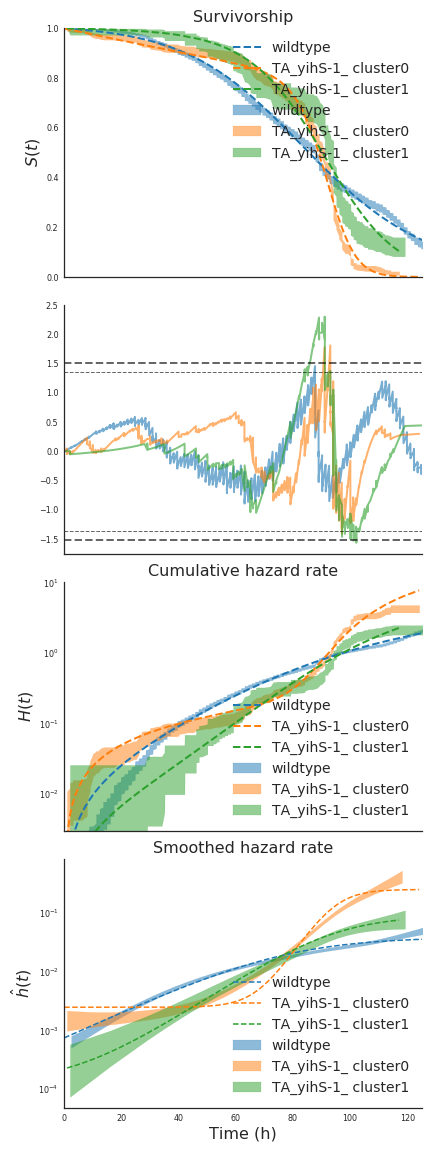 Survivorship
1.0
0.8
0.6
0.4
0.2
0.0
S(t)
wildtype
TA_yihS-1_ cluster0
TA_yihS-1_ cluster1
wildtype
TA_yihS-1_ cluster0
TA_yihS-1_ cluster1
2.5
2.0
1.5
1.0
0.5
0.0
−0.5
−1.0
−1.5
Cumulative hazard rate
10¹
10⁰
10⁻¹
10⁻²
H(t)
wildtype
TA_yihS-1_ cluster0
TA_yihS-1_ cluster1
wildtype
TA_yihS-1_ cluster0
TA_yihS-1_ cluster1
Smoothed hazard rate
10⁻¹
10⁻²
10⁻³
10⁻⁴
ĥ(t)
wildtype
TA_yihS-1_ cluster0
TA_yihS-1_ cluster1
wildtype
TA_yihS-1_ cluster0
TA_yihS-1_ cluster1
0 20 40 60 80 100 120
Time (h)